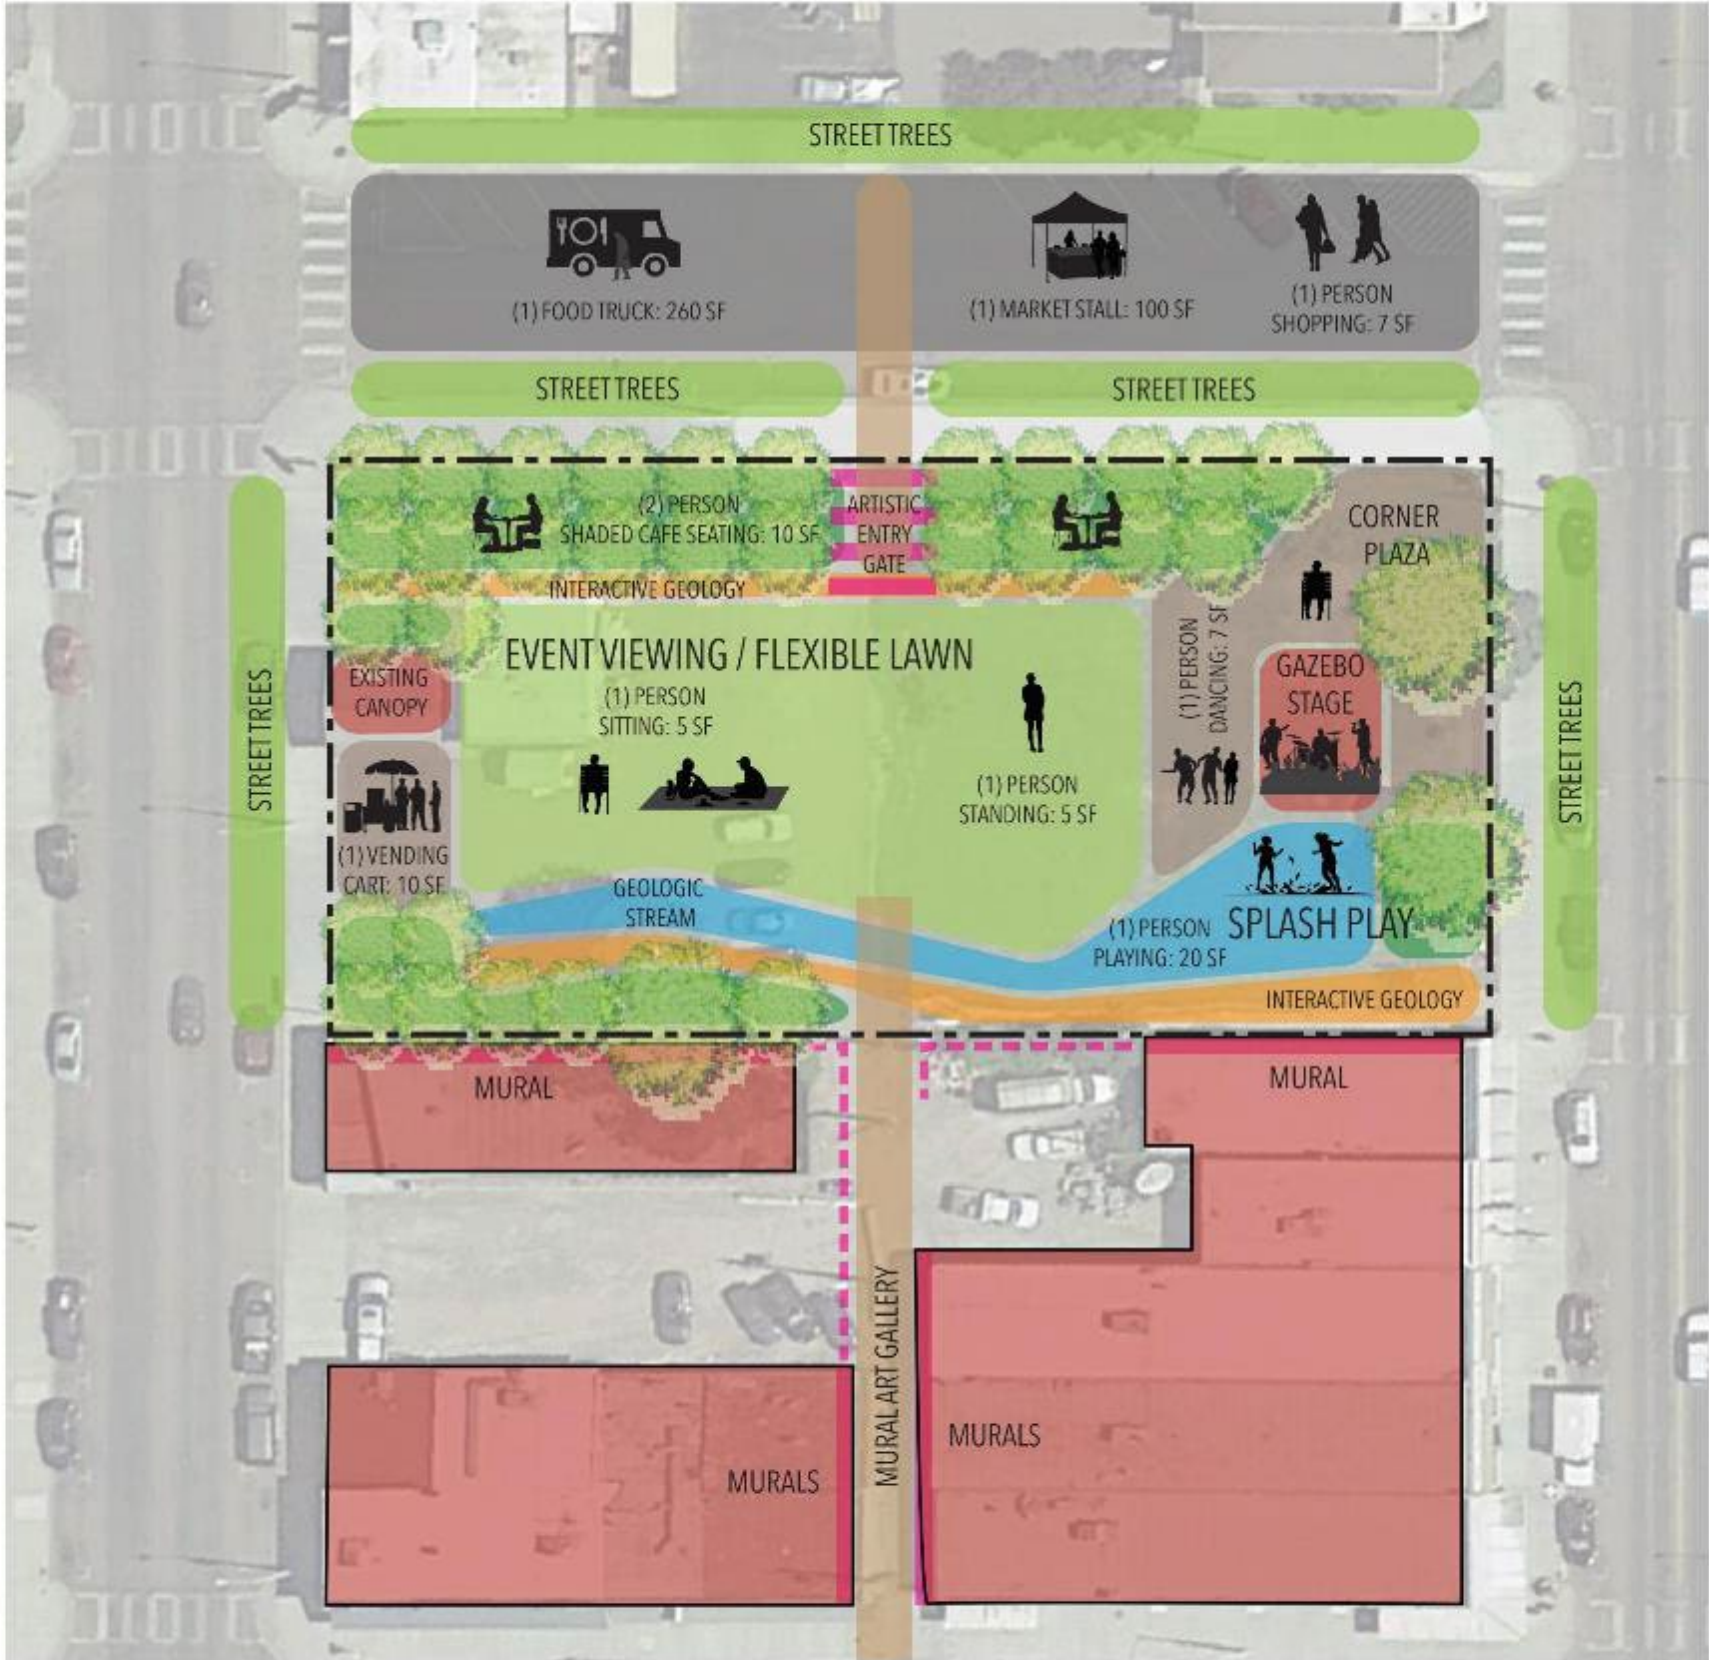 STREET TREES
(1) FOOD TRUCK: 260 SF
(1) MARKET STALL: 100 SF
(1) PERSON
SHOPPING: 7 SF
STREET TREES
STREET TREES
(2) PERSON
SHADED CAFE SEATING: 10 SF
ARTISTIC
ENTRY
GATE
CORNER
PLAZA
INTERACTIVE GEOLOGY
EVENT VIEWING / FLEXIBLE LAWN
(1) PERSON
SITTING: 5 SF
(1) PERSON
STANDING: 5 SF
(1) PERSON
DANCING: 7 SF
GAZEBO
STAGE
EXISTING
CANOPY
STREET TREES
STREET TREES
(1) VENDING
CART: 10 SF
GEOLOGIC
STREAM
(1) PERSON
PLAYING: 20 SF
SPLASH PLAY
INTERACTIVE GEOLOGY
MURAL
MURAL
MURAL ART GALLERY
MURALS
MURALS